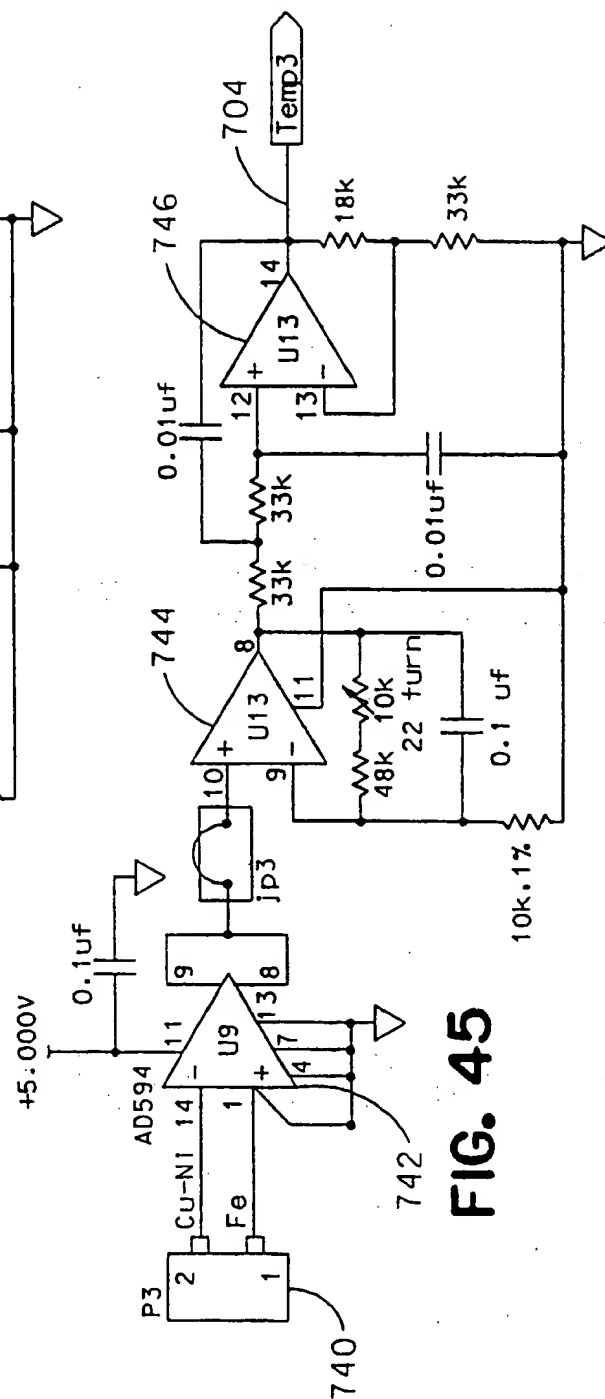 +5.000V
0.1uf
AD594
11
P3
2
1
Cu-Ni
Fe
14
1
-
+
U9
9
8
13
7
4
740
742
jp3
744
10
9
+
-
U13
8
11
48k
10k
22 turn
0.1 uf
10k.1%
33k
33k
0.01uf
0.01uf
746
12
13
+
-
U13
14
18k
33k
704
Temp3
FIG. 45